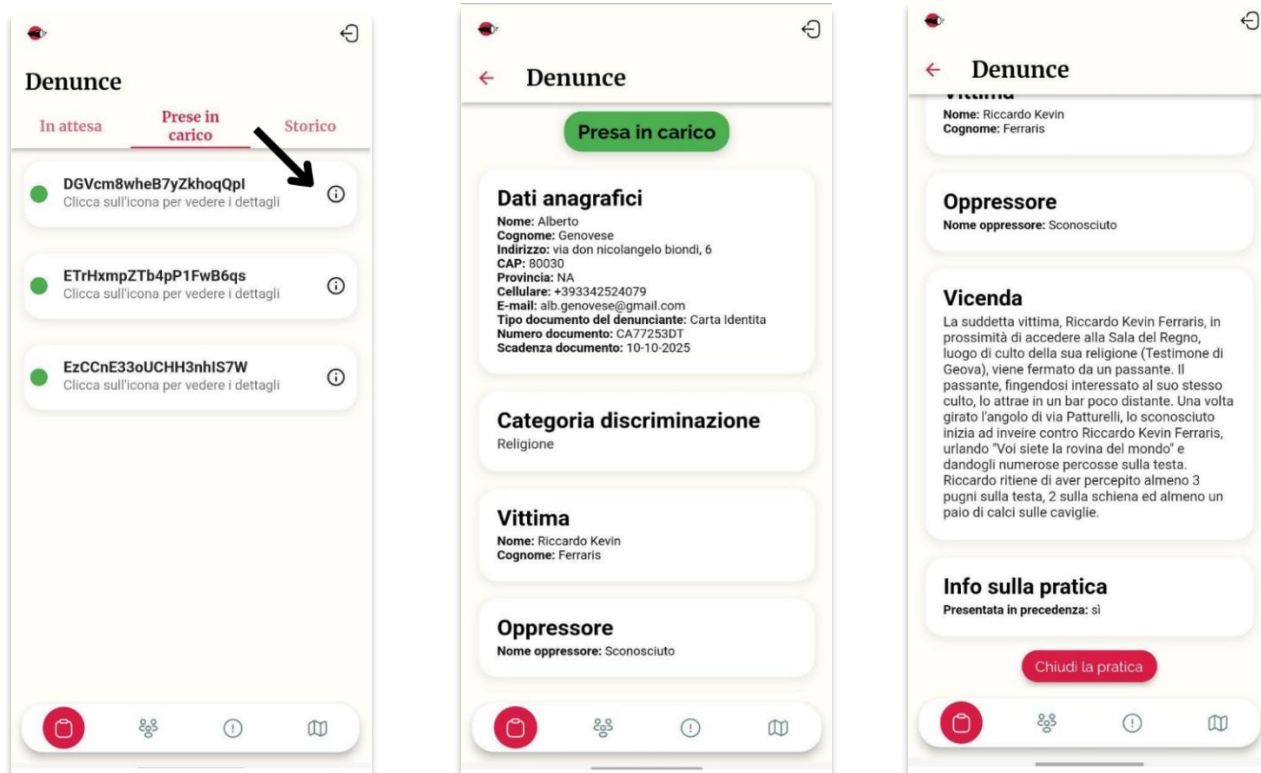 Denunce
In attesa
Prese in
carico
Storico
DGVcm8wheB7yZkhoqQpI
Clicca sull'icona per vedere i dettagli
ETrHxmpZTb4pP1FwB6qs
Clicca sull'icona per vedere i dettagli
EzCCnE33oUCHH3nhIS7W
Clicca sull'icona per vedere i dettagli
Denunce
Presa in carico
Dati anagrafici
Nome: Alberto
Cognome: Genovese
Indirizzo: via don nicolangelo biondi, 6
CAP: 80030
Provincia: NA
Cellulare: +393342524079
E-mail: alb.genovese@gmail.com
Tipo documento del denunciante: Carta Identita
Numero documento: CA77253DT
Scadenza documento: 10-10-2025
Categoria discriminazione
Religione
Vittima
Nome: Riccardo Kevin
Cognome: Ferraris
Oppressore
Nome oppressore: Sconosciuto
Denunce
Vittima
Nome: Riccardo Kevin
Cognome: Ferraris
Oppressore
Nome oppressore: Sconosciuto
Vicenda
La suddetta vittima, Riccardo Kevin Ferraris, in
prossimità di accedere alla Sala del Regno,
luogo di culto della sua religione (Testimone di
Geova), viene fermato da un passante. Il
passante, fingendosi interessato al suo stesso
culto, lo attrae in un bar poco distante. Una volta
girato l'angolo di via Patturelli, lo sconosciuto
inizia ad inveire contro Riccardo Kevin Ferraris,
urlando "Voi siete la rovina del mondo" e
dandogli numerose percosse sulla testa.
Riccardo ritiene di aver percepito almeno 3
pugni sulla testa, 2 sulla schiena ed almeno un
paio di calci sulle caviglie.
Info sulla pratica
Presentata in precedenza: sì
Chiudi la pratica